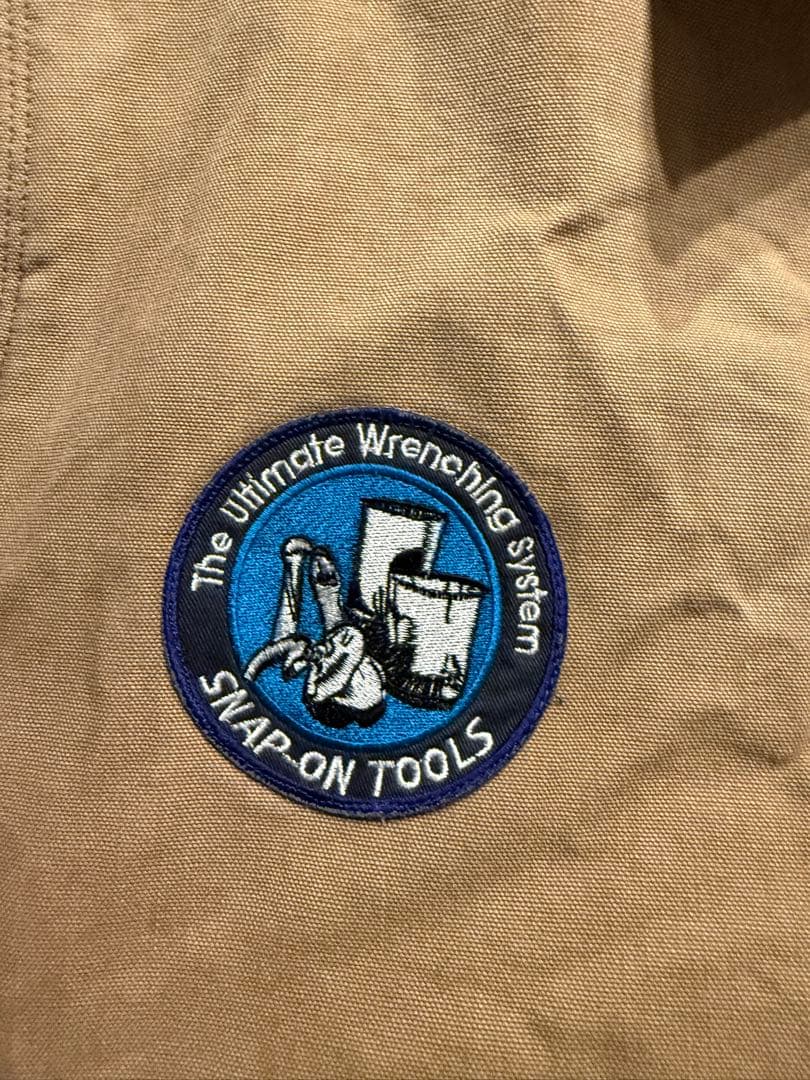 The Ultimate Wrenching System
SNAP-ON TOOLS